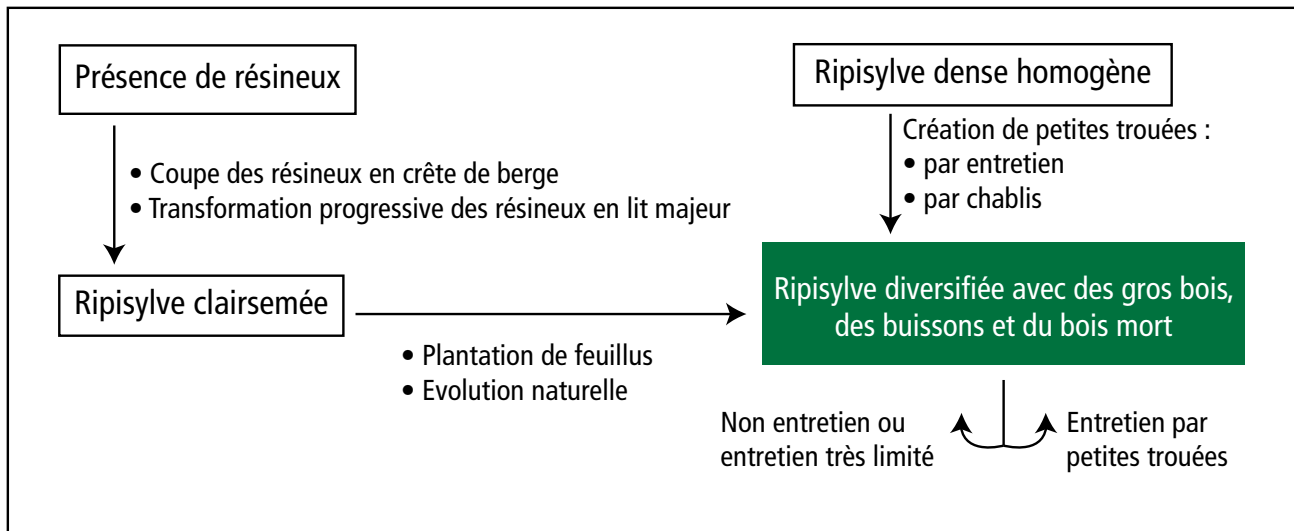 Présence de résineux
Ripisylve dense homogène
Création de petites trouées :
• par entretien
• par chablis
• Coupe des résineux en crête de berge
• Transformation progressive des résineux en lit majeur
Ripisylve clairsemée
Ripisylve diversifiée avec des gros bois,
des buissons et du bois mort
• Plantation de feuillus
• Evolution naturelle
Non entretien ou
entretien très limité
Entretien par
petites trouées